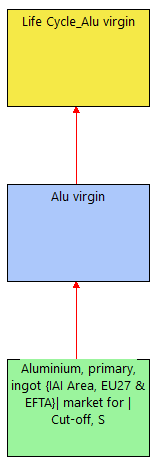 Life Cycle_Alu virgin
Alu virgin
Aluminium, primary,
ingot {IAI Area, EU27 &
EFTA}| market for |
Cut-off, S